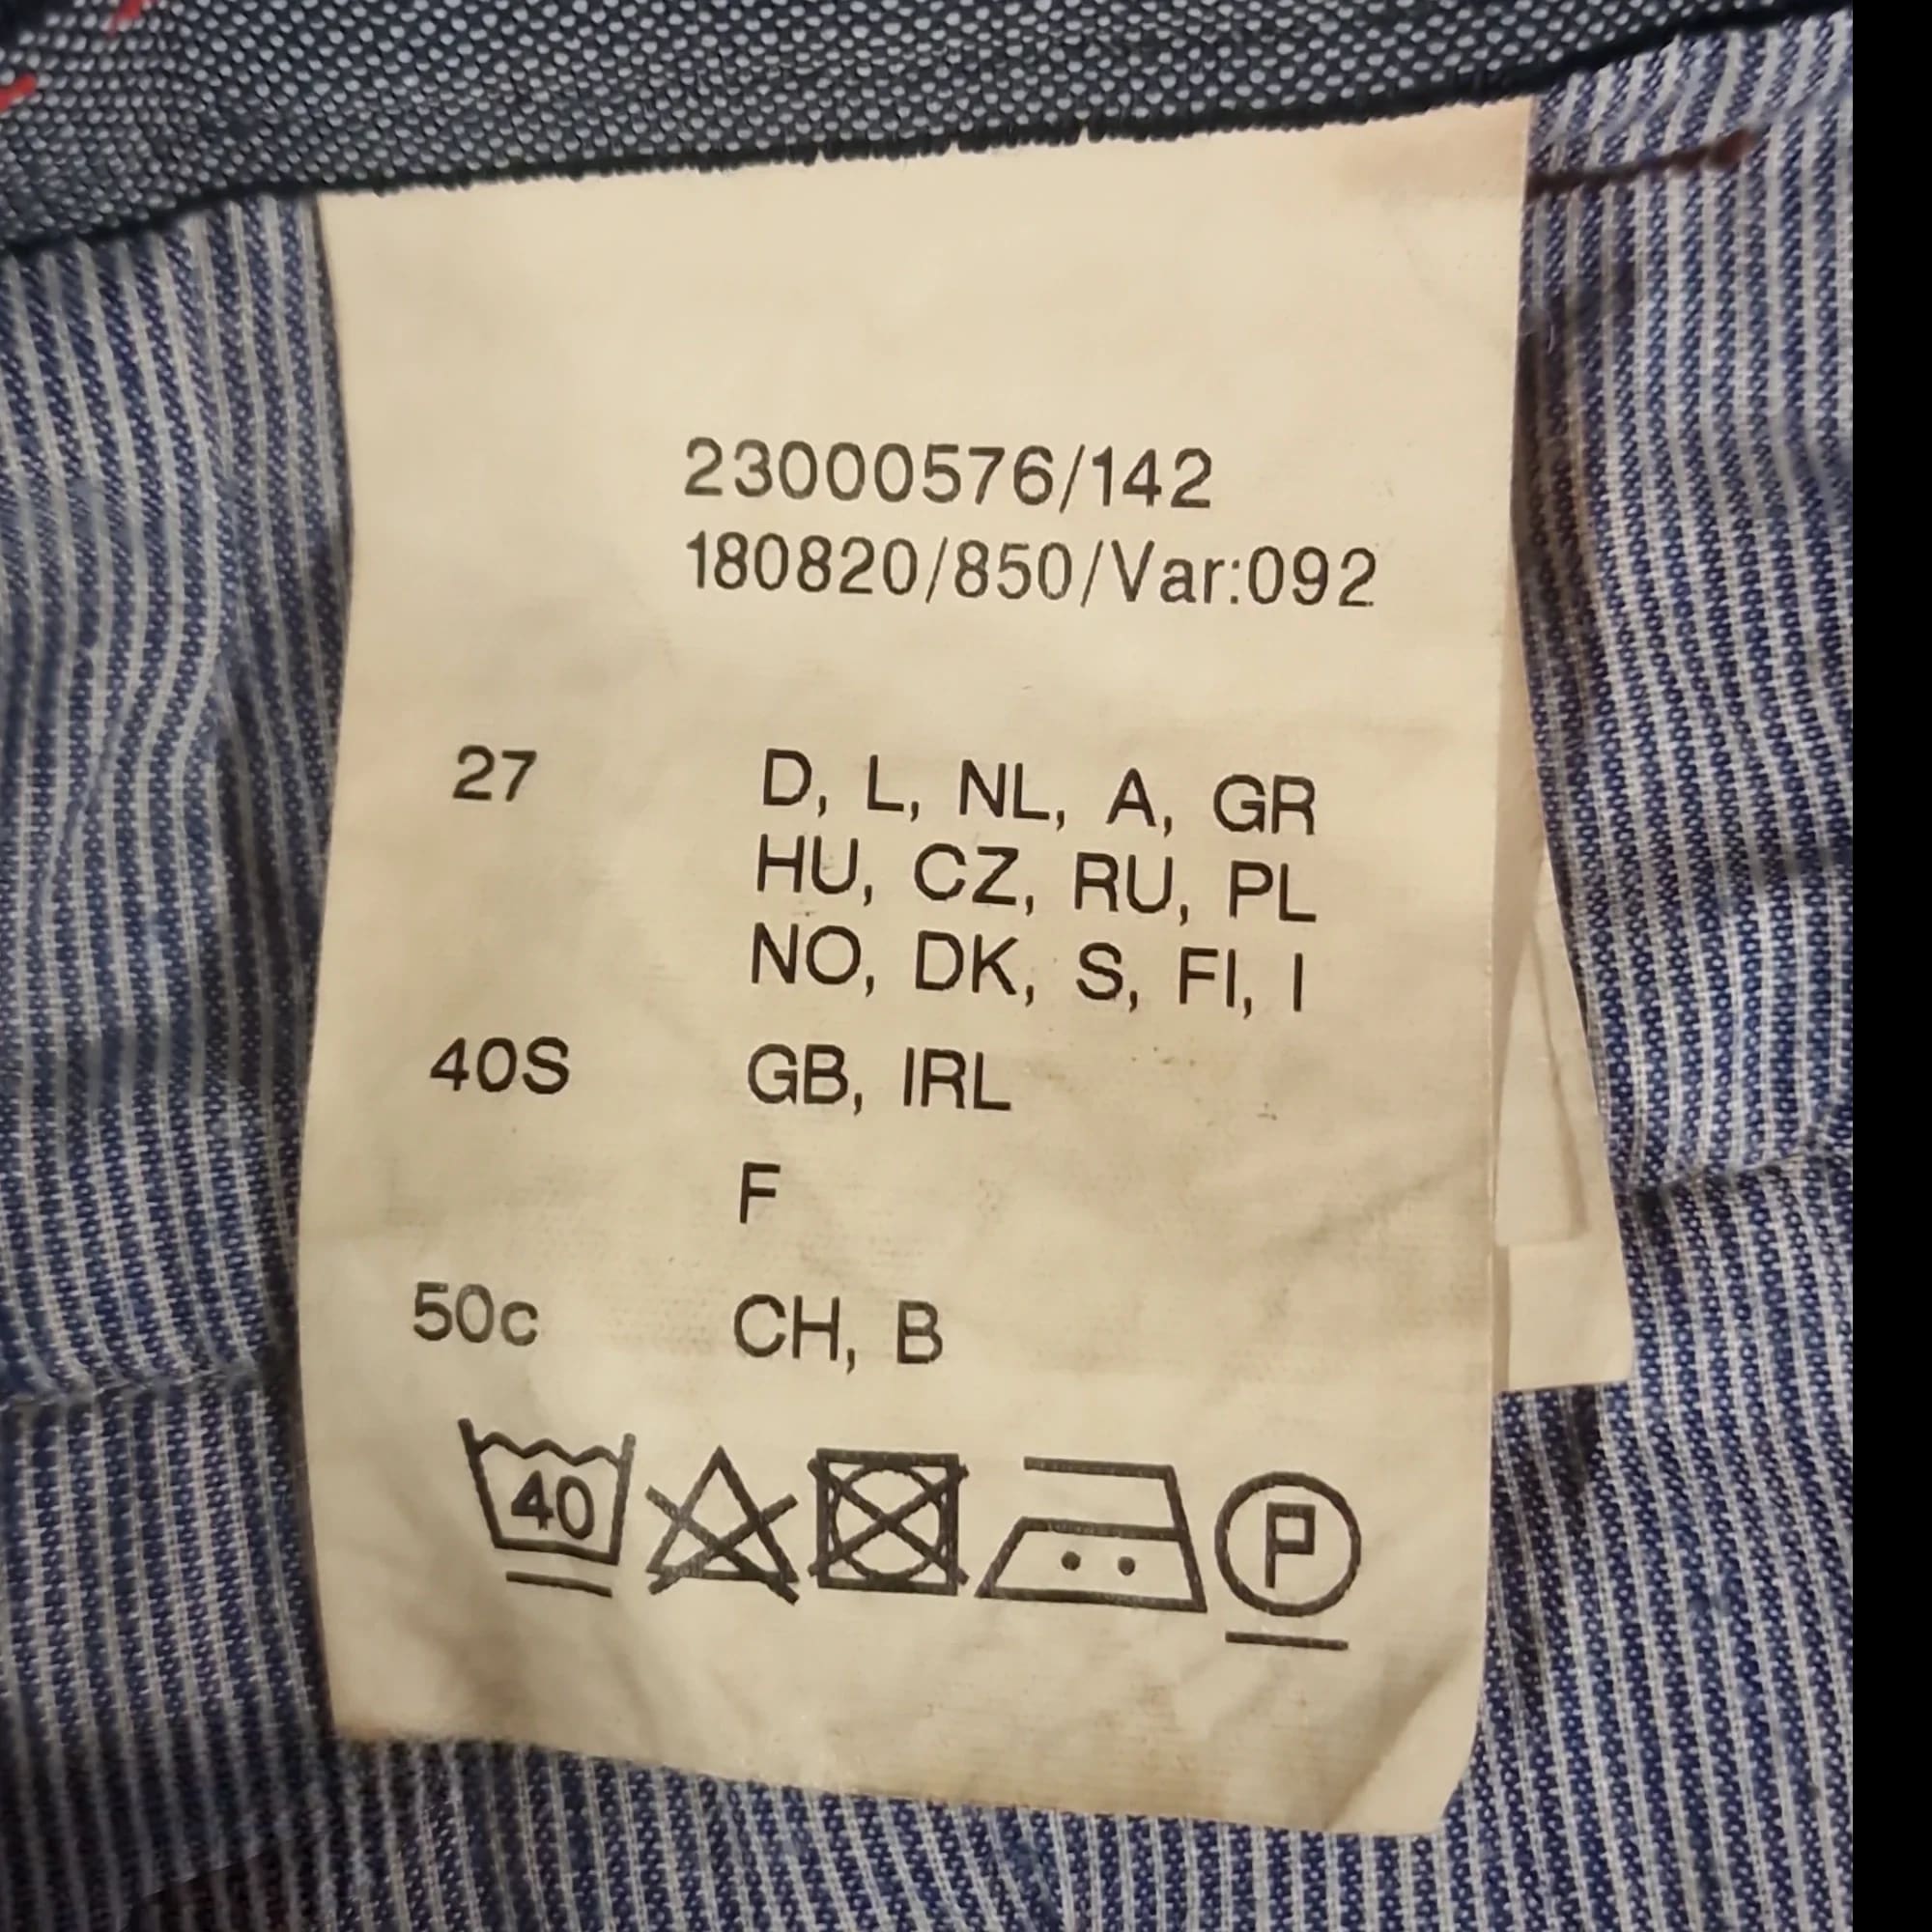 23000576/142
180820/850/Var:092
27 D, L, NL, A, GR
HU, CZ, RU, PL
NO, DK, S, FI, I
40S GB, IRL
F
50c CH, B
40 P